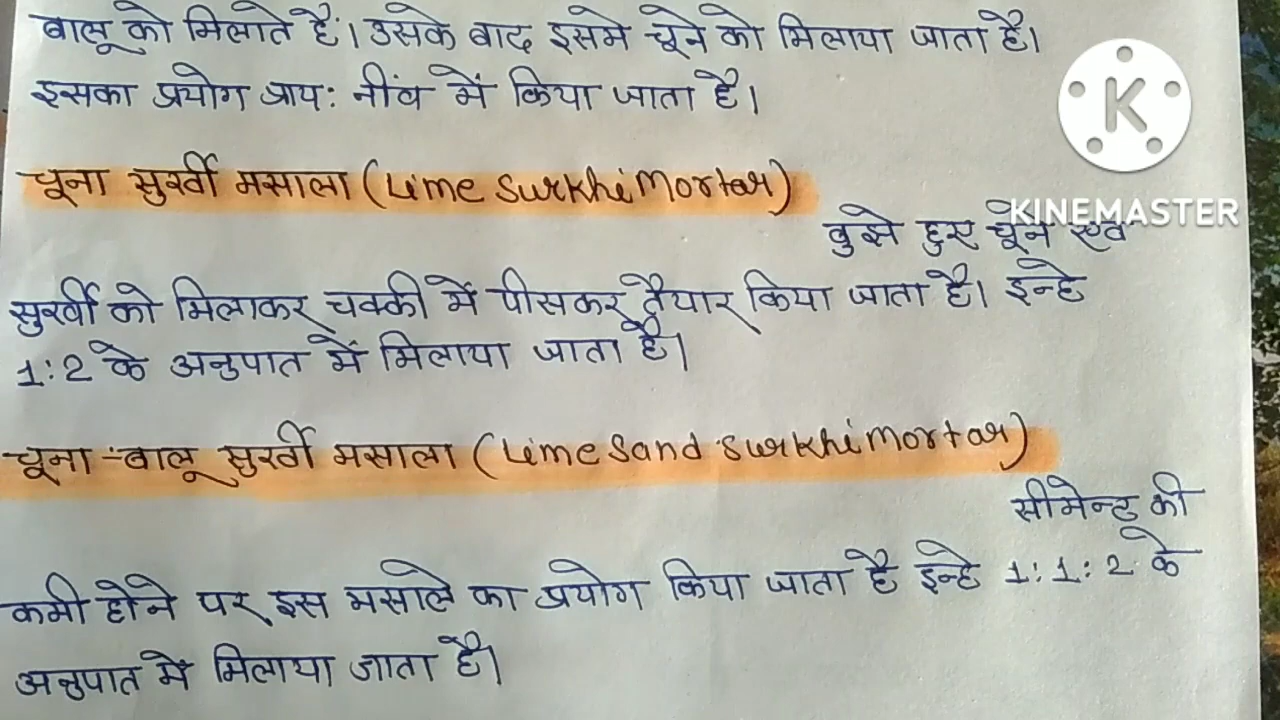 बालू को मिलाते है। उसके बाद इसमे चूने को मिलाया जाता है।
इसका प्रयोग प्रायः नींव में किया जाता है।
चूना सुर्खी मसाला (Lime Surkhi Mortar)
K
KINEMASTER
बुझे हुए चूने एवं
सुर्खी को मिलाकर चक्की में पीसकर तैयार किया जाता है। इन्हे
1:2 के अनुपात में मिलाया जाता है।
चूना-बालू सुर्खी मसाला (Lime Sand Surkhi Mortar)
सीमेन्ट की
कमी होने पर इस मसाले का प्रयोग किया जाता है इन्हे 1:1:2 के
अनुपात में मिलाया जाता है।